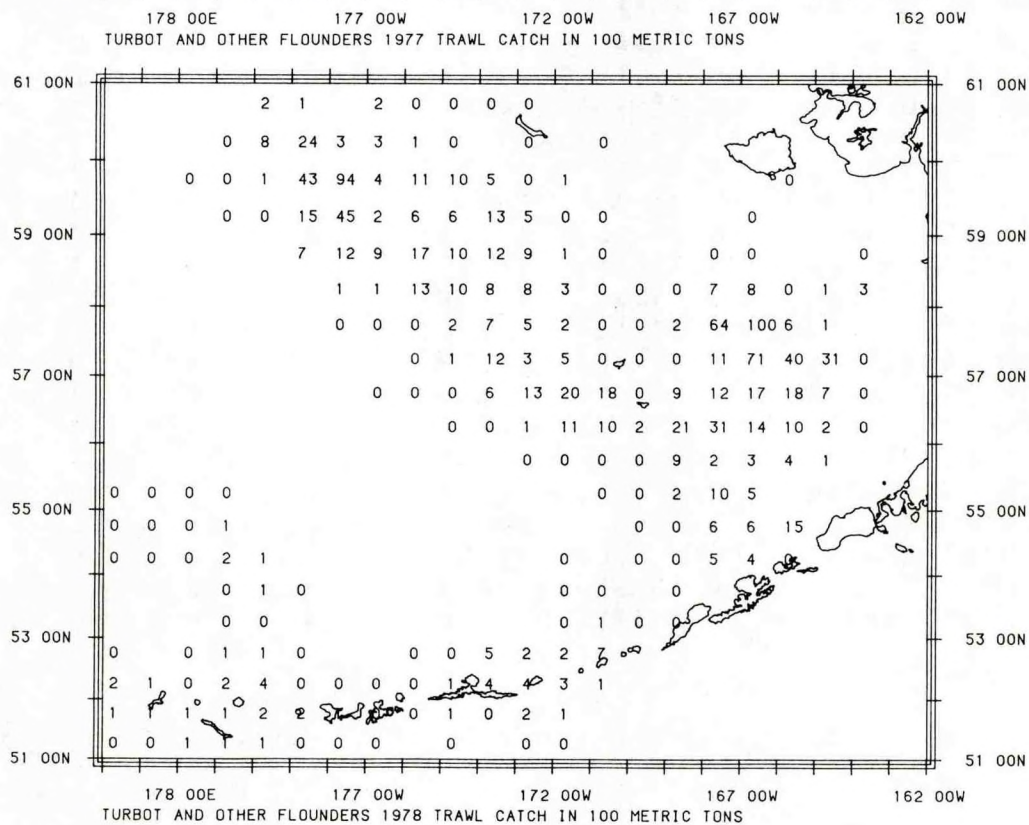 178 00E 177 00W 172 00W 167 00W 162 00W
TURBOT AND OTHER FLOUNDERS 1977 TRAWL CATCH IN 100 METRIC TONS
61 00N 61 00N
2 1 2 0 0 0 0
0 8 24 3 3 1 0 0 0
0 0 1 43 94 4 11 10 5 0 1 0
0 0 15 45 2 6 6 13 5 0 0 0
59 00N 59 00N
7 12 9 17 10 12 9 1 0 0 0 0
1 1 13 10 8 8 3 0 0 0 7 8 0 1 3
0 0 0 2 7 5 2 0 0 2 64 100 6 1
0 1 12 3 5 0 0 0 11 71 40 31 0
57 00N 57 00N
0 0 0 6 13 20 18 0 9 12 17 18 7 0
0 0 1 11 10 2 21 31 14 10 2 0
0 0 0 0 9 2 3 4 1
0 0 0 0 0 0 2 10 5
55 00N 55 00N
0 0 0 1 0 0 6 6 15
0 0 0 2 1 0 0 0 0 5 4
0 1 0 0 0 0
0 0 0 1 0 0
53 00N 53 00N
0 0 1 1 0 0 0 5 2 2 7
2 1 0 2 4 0 0 0 0 1 4 4 3 1
1 1 1 1 2 2 0 0 1 0 2 1
0 0 1 1 1 0 0 0 0 0 0
51 00N 51 00N
178 00E 177 00W 172 00W 167 00W 162 00W
TURBOT AND OTHER FLOUNDERS 1978 TRAWL CATCH IN 100 METRIC TONS